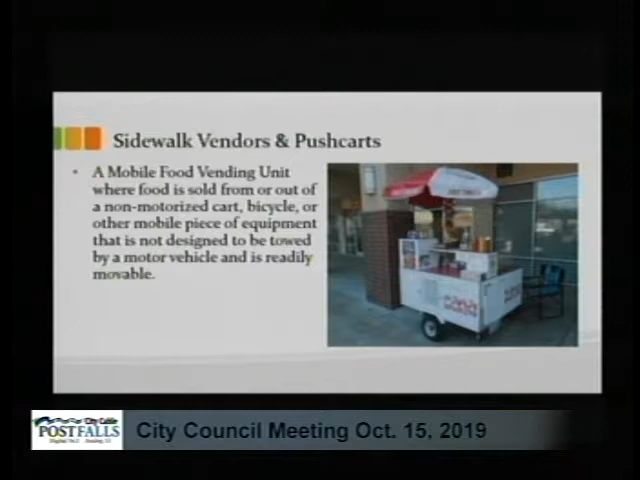 Sidewalk Vendors & Pushcarts
• A Mobile Food Vending Unit
where food is sold from or out of
a non-motorized cart, bicycle, or
other mobile piece of equipment
that is not designed to be towed
by a motor vehicle and is readily
movable.
City Cable
POST FALLS
City Council Meeting Oct. 15, 2019